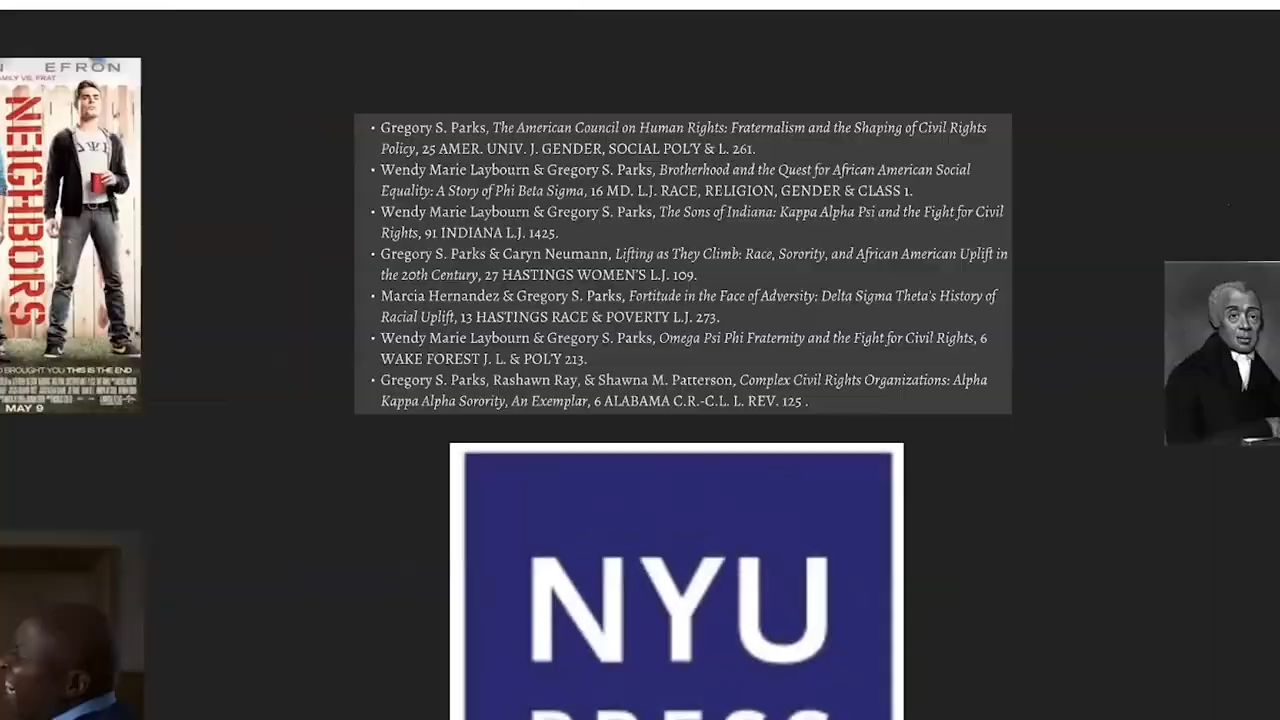 EFRON
FAMILY VS. FRAT
NEIGHBORS
BROUGHT YOU THIS IS THE END
MAY 9
• Gregory S. Parks, The American Council on Human Rights: Fraternalism and the Shaping of Civil Rights
Policy, 25 AMER. UNIV. J. GENDER, SOCIAL POL'Y & L. 261.
• Wendy Marie Laybourn & Gregory S. Parks, Brotherhood and the Quest for African American Social
Equality: A Story of Phi Beta Sigma, 16 MD. L.J. RACE, RELIGION, GENDER & CLASS 1.
• Wendy Marie Laybourn & Gregory S. Parks, The Sons of Indiana: Kappa Alpha Psi and the Fight for Civil
Rights, 91 INDIANA L.J. 1425.
• Gregory S. Parks & Caryn Neumann, Lifting as They Climb: Race, Sorority, and African American Uplift in
the 20th Century, 27 HASTINGS WOMEN'S L.J. 109.
• Marcia Hernandez & Gregory S. Parks, Fortitude in the Face of Adversity: Delta Sigma Theta's History of
Racial Uplift, 13 HASTINGS RACE & POVERTY L.J. 273.
• Wendy Marie Laybourn & Gregory S. Parks, Omega Psi Phi Fraternity and the Fight for Civil Rights, 6
WAKE FOREST J. L. & POL'Y 213.
• Gregory S. Parks, Rashawn Ray, & Shawna M. Patterson, Complex Civil Rights Organizations: Alpha
Kappa Alpha Sorority, An Exemplar, 6 ALABAMA C.R.-C.L. L. REV. 125 .
NYU
PRESS